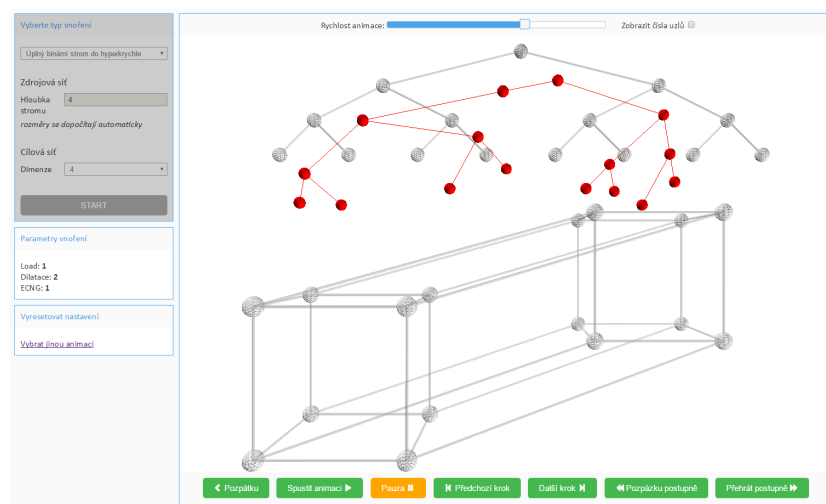 Vyberte typ vnoření
Rychlost animace:
Zobrazit čísla uzlů
Úplný binární strom do hyperkrychle
Zdrojová síť
Hloubka stromu
4
rozměry se dopočítají automaticky
Cílová síť
Dimenze
4
START
Parametry vnoření
Load: 1
Dilatace: 2
ECNG: 1
Vyresetovat nastavení
Vybrat jinou animaci
Pozpátku
Spustit animaci
Pauza
Předchozí krok
Další krok
Pozpázku postupně
Přehrát postupně